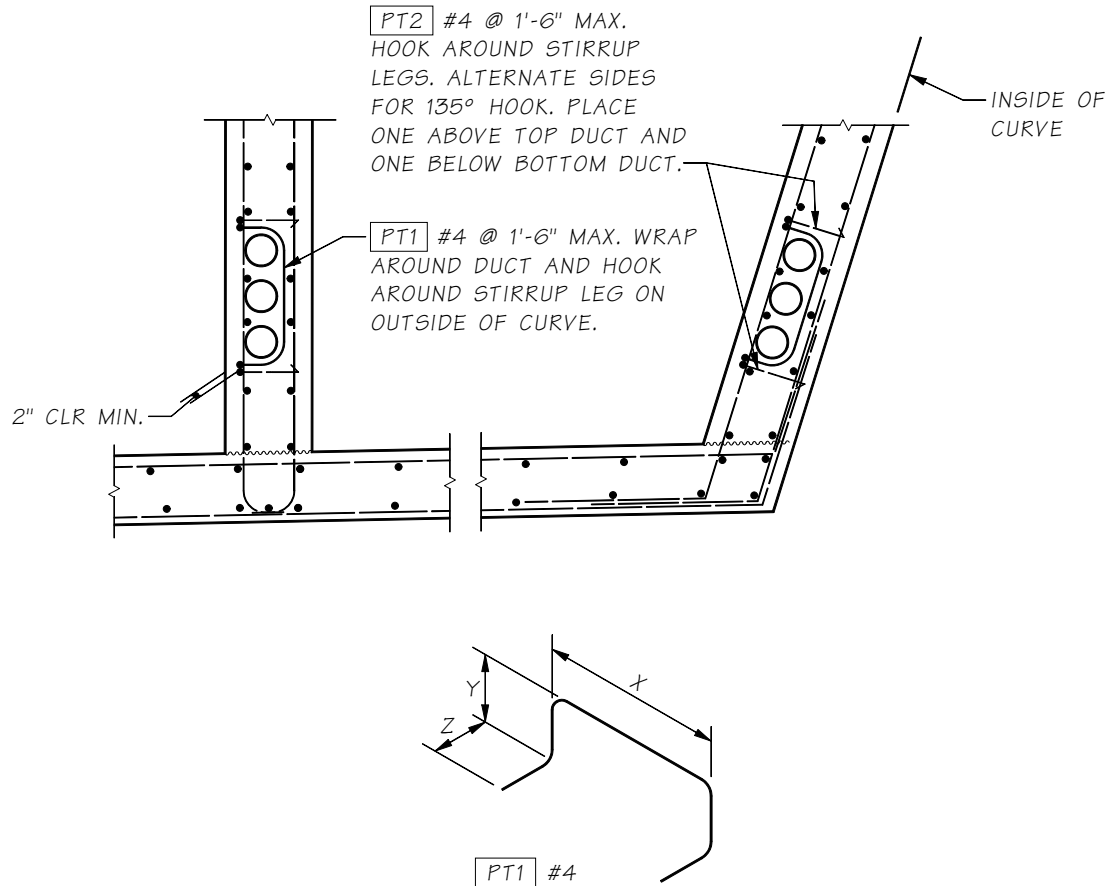 PT2 #4 @ 1'-6" MAX.
HOOK AROUND STIRRUP
LEGS. ALTERNATE SIDES
FOR 135° HOOK. PLACE
ONE ABOVE TOP DUCT AND
ONE BELOW BOTTOM DUCT.
INSIDE OF
CURVE
PT1 #4 @ 1'-6" MAX. WRAP
AROUND DUCT AND HOOK
AROUND STIRRUP LEG ON
OUTSIDE OF CURVE.
2" CLR MIN.
X
Y
Z
PT1 #4